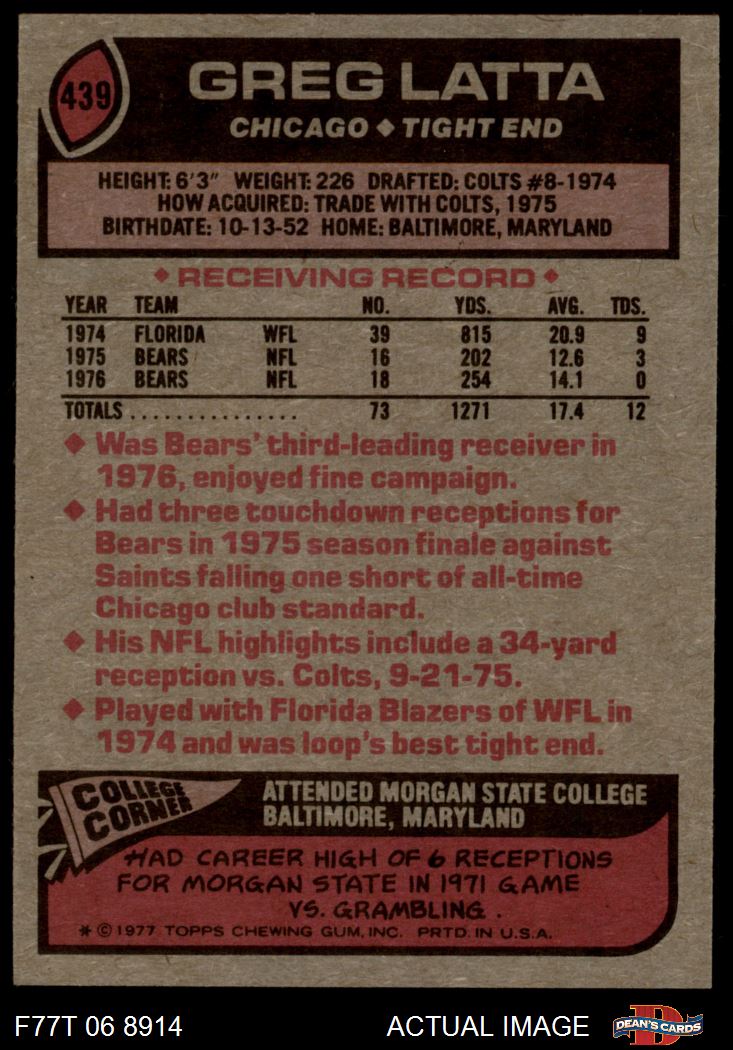 439
GREG LATTA
CHICAGO ◆ TIGHT END
HEIGHT: 6'3" WEIGHT: 226 DRAFTED: COLTS #8-1974
HOW ACQUIRED: TRADE WITH COLTS, 1975
BIRTHDATE: 10-13-52 HOME: BALTIMORE, MARYLAND
◆ RECEIVING RECORD ◆
YEAR TEAM NO. YDS. AVG. TDS.
1974 FLORIDA WFL 39 815 20.9 9
1975 BEARS NFL 16 202 12.6 3
1976 BEARS NFL 18 254 14.1 0
TOTALS ................ 73 1271 17.4 12
◆ Was Bears' third-leading receiver in
1976, enjoyed fine campaign.
◆ Had three touchdown receptions for
Bears in 1975 season finale against
Saints falling one short of all-time
Chicago club standard.
◆ His NFL highlights include a 34-yard
reception vs. Colts, 9-21-75.
◆ Played with Florida Blazers of WFL in
1974 and was loop's best tight end.
COLLEGE
CORNER
ATTENDED MORGAN STATE COLLEGE
BALTIMORE, MARYLAND
HAD CAREER HIGH OF 6 RECEPTIONS
FOR MORGAN STATE IN 1971 GAME
VS. GRAMBLING.
* © 1977 TOPPS CHEWING GUM, INC. PRTD. IN U.S.A.
F77T 06 8914
ACTUAL IMAGE
D
DEAN'S CARDS